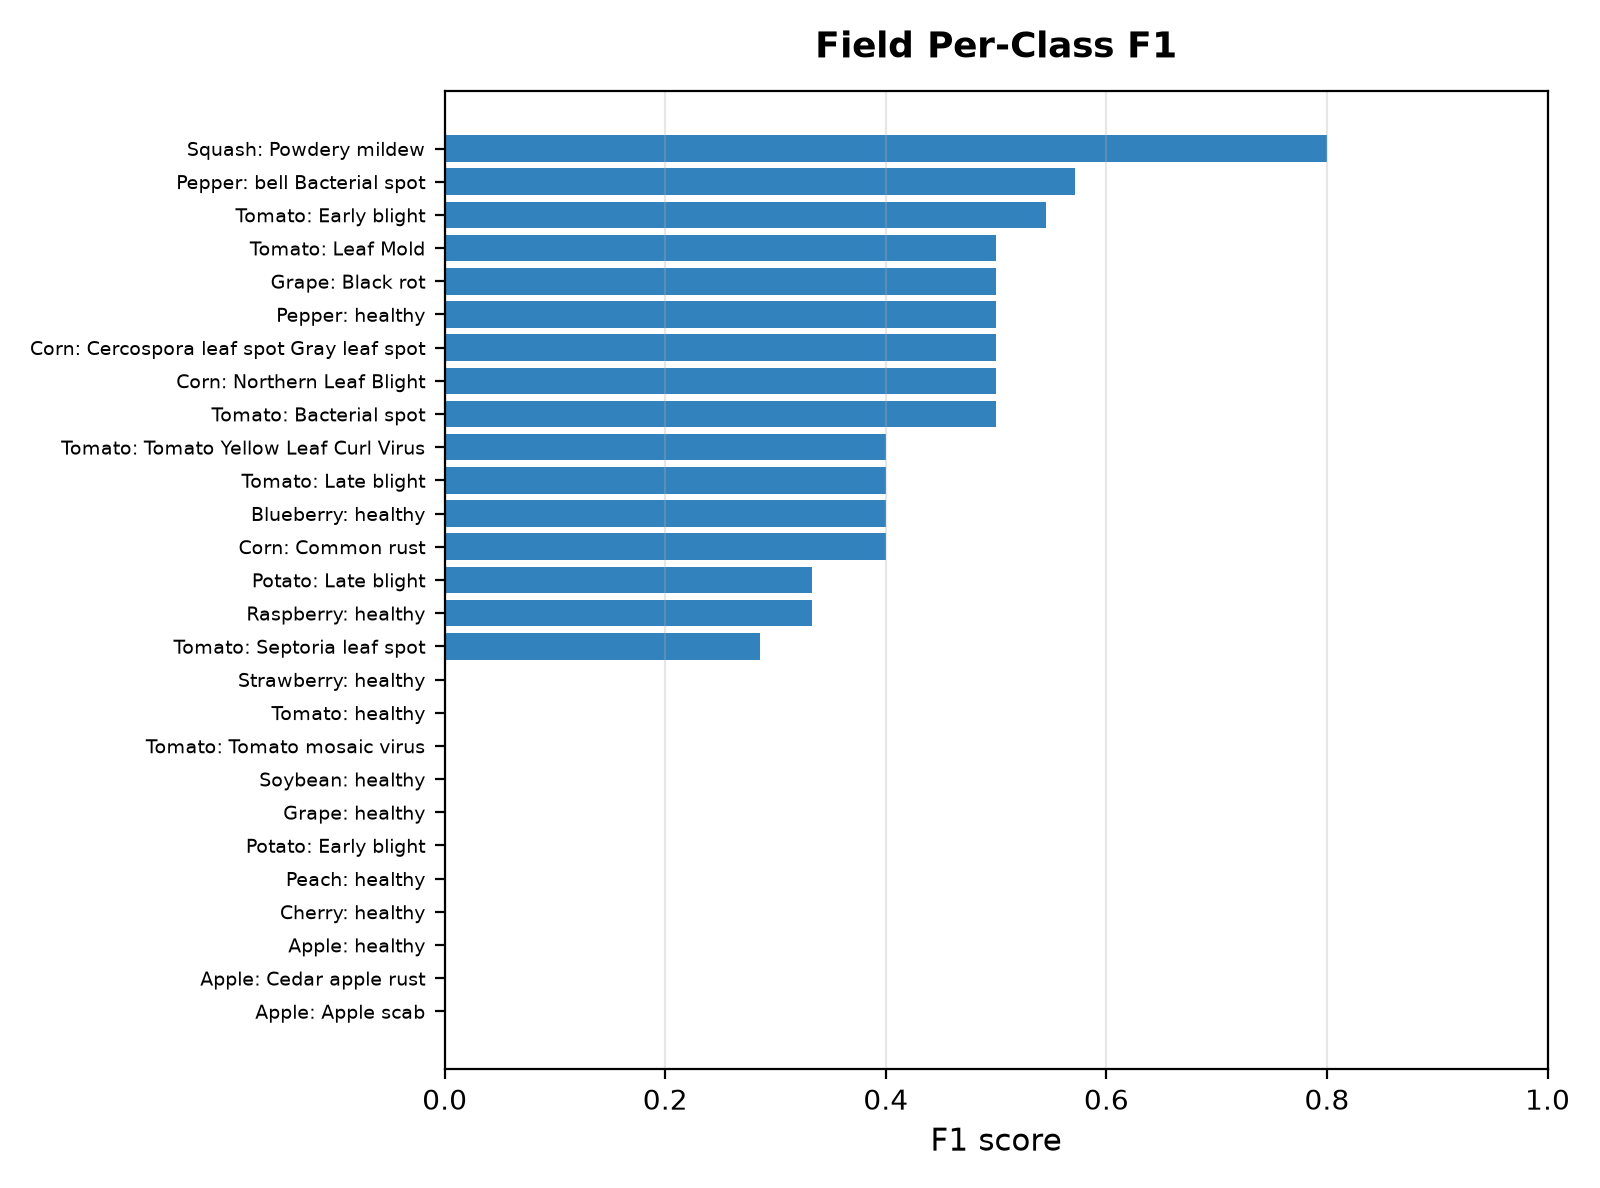 Field Per-Class F1
Squash: Powdery mildew
Pepper: bell Bacterial spot
Tomato: Early blight
Tomato: Leaf Mold
Grape: Black rot
Pepper: healthy
Corn: Cercospora leaf spot Gray leaf spot
Corn: Northern Leaf Blight
Tomato: Bacterial spot
Tomato: Tomato Yellow Leaf Curl Virus
Tomato: Late blight
Blueberry: healthy
Corn: Common rust
Potato: Late blight
Raspberry: healthy
Tomato: Septoria leaf spot
Strawberry: healthy
Tomato: healthy
Tomato: Tomato mosaic virus
Soybean: healthy
Grape: healthy
Potato: Early blight
Peach: healthy
Cherry: healthy
Apple: healthy
Apple: Cedar apple rust
Apple: Apple scab
0.0 0.2 0.4 0.6 0.8 1.0
F1 score